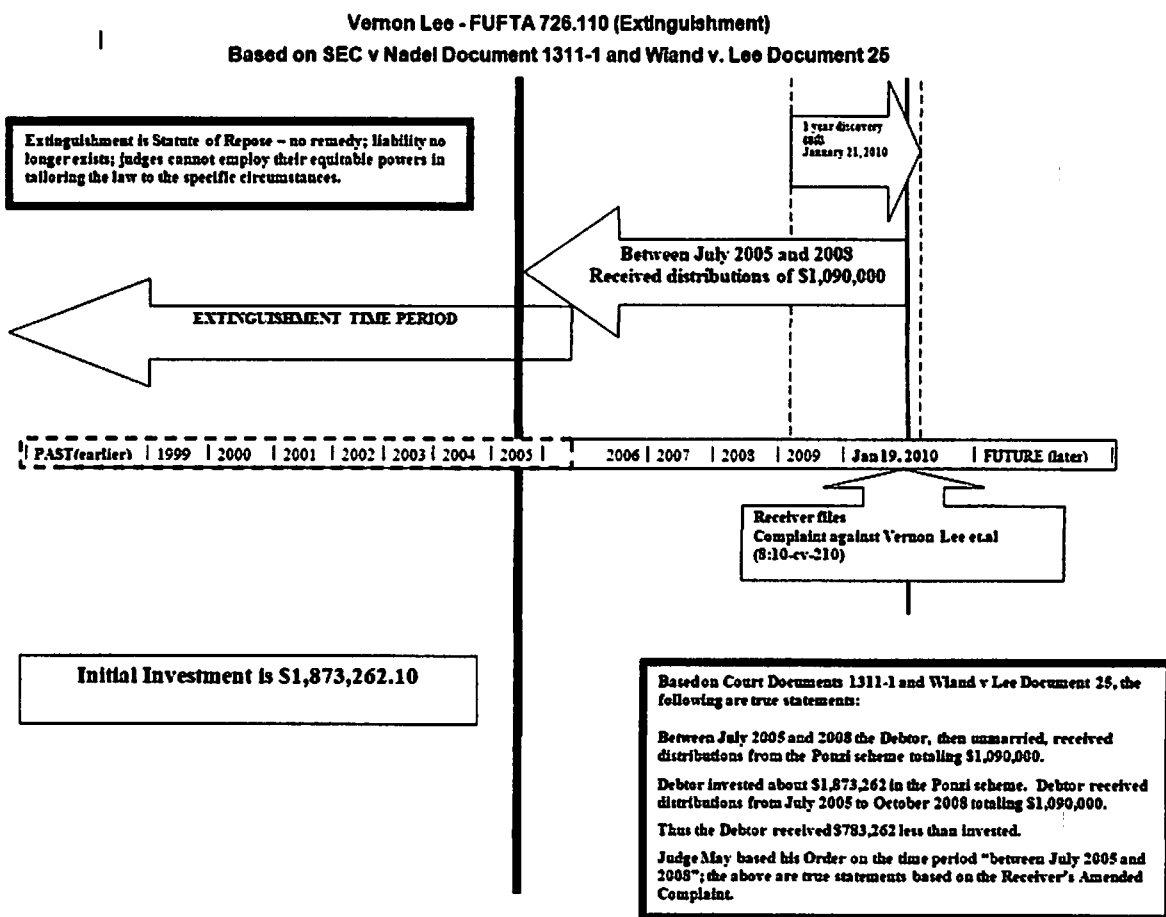 Vernon Lee - FUFTA 726.110 (Extinguishment)
Based on SEC v Nadel Document 1311-1 and Wiand v. Lee Document 25
Extinguishment is Statute of Repose – no remedy; liability no
longer exists; judges cannot employ their equitable powers in
tailoring the law to the specific circumstances.
1 year discovery
ends
January 21, 2010
Between July 2005 and 2008
Received distributions of $1,090,000
EXTINGUISHMENT TIME PERIOD
| PAST(earlier) | 1999 | 2000 | 2001 | 2002 | 2003 | 2004 | 2005 | 2006 | 2007 | 2008 | 2009 | Jan 19, 2010 | FUTURE (later) |
Receiver files
Complaint against Vernon Lee et.al
(8:10-cv-210)
Initial Investment is $1,873,262.10
Based on Court Documents 1311-1 and Wiand v Lee Document 25, the
following are true statements:
Between July 2005 and 2008 the Debtor, then unmarried, received
distributions from the Ponzi scheme totaling $1,090,000.
Debtor invested about $1,873,262 in the Ponzi scheme. Debtor received
distributions from July 2005 to October 2008 totaling $1,090,000.
Thus the Debtor received $783,262 less than invested.
Judge May based his Order on the time period "between July 2005 and
2008"; the above are true statements based on the Receiver's Amended
Complaint.